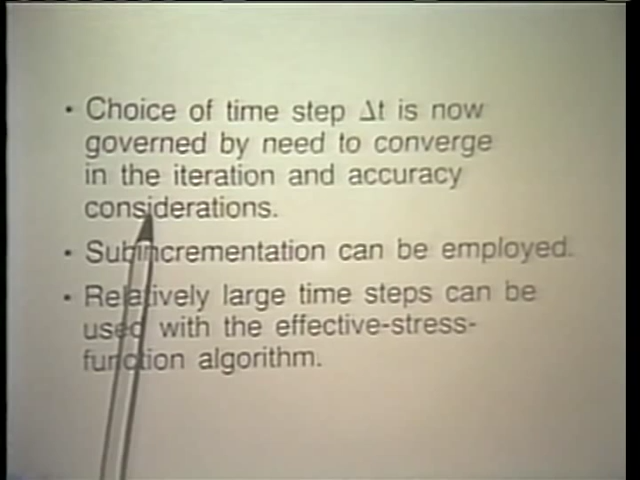 • Choice of time step Δt is now
governed by need to converge
in the iteration and accuracy
considerations.
• Subincrementation can be employed.
• Relatively large time steps can be
used with the effective-stress-
function algorithm.